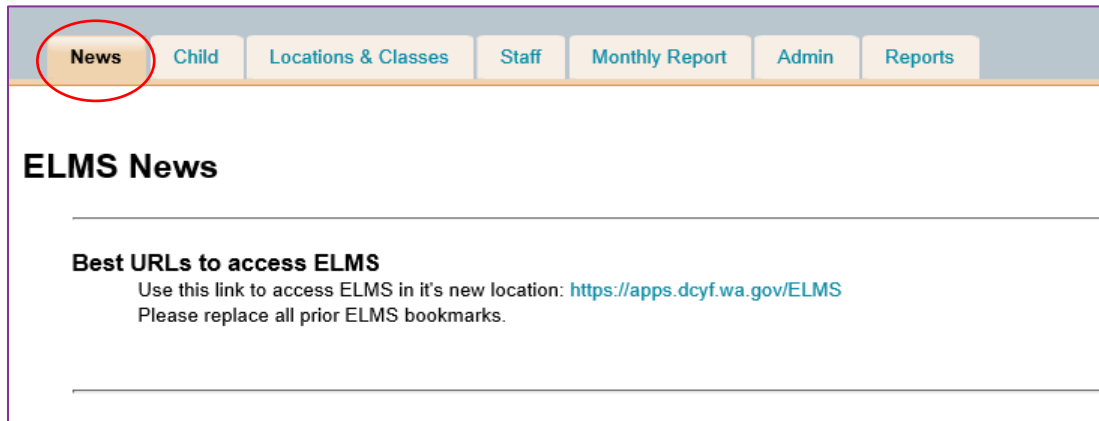 News Child Locations & Classes Staff Monthly Report Admin Reports
ELMS News
Best URLs to access ELMS
Use this link to access ELMS in it's new location: https://apps.dcyf.wa.gov/ELMS
Please replace all prior ELMS bookmarks.